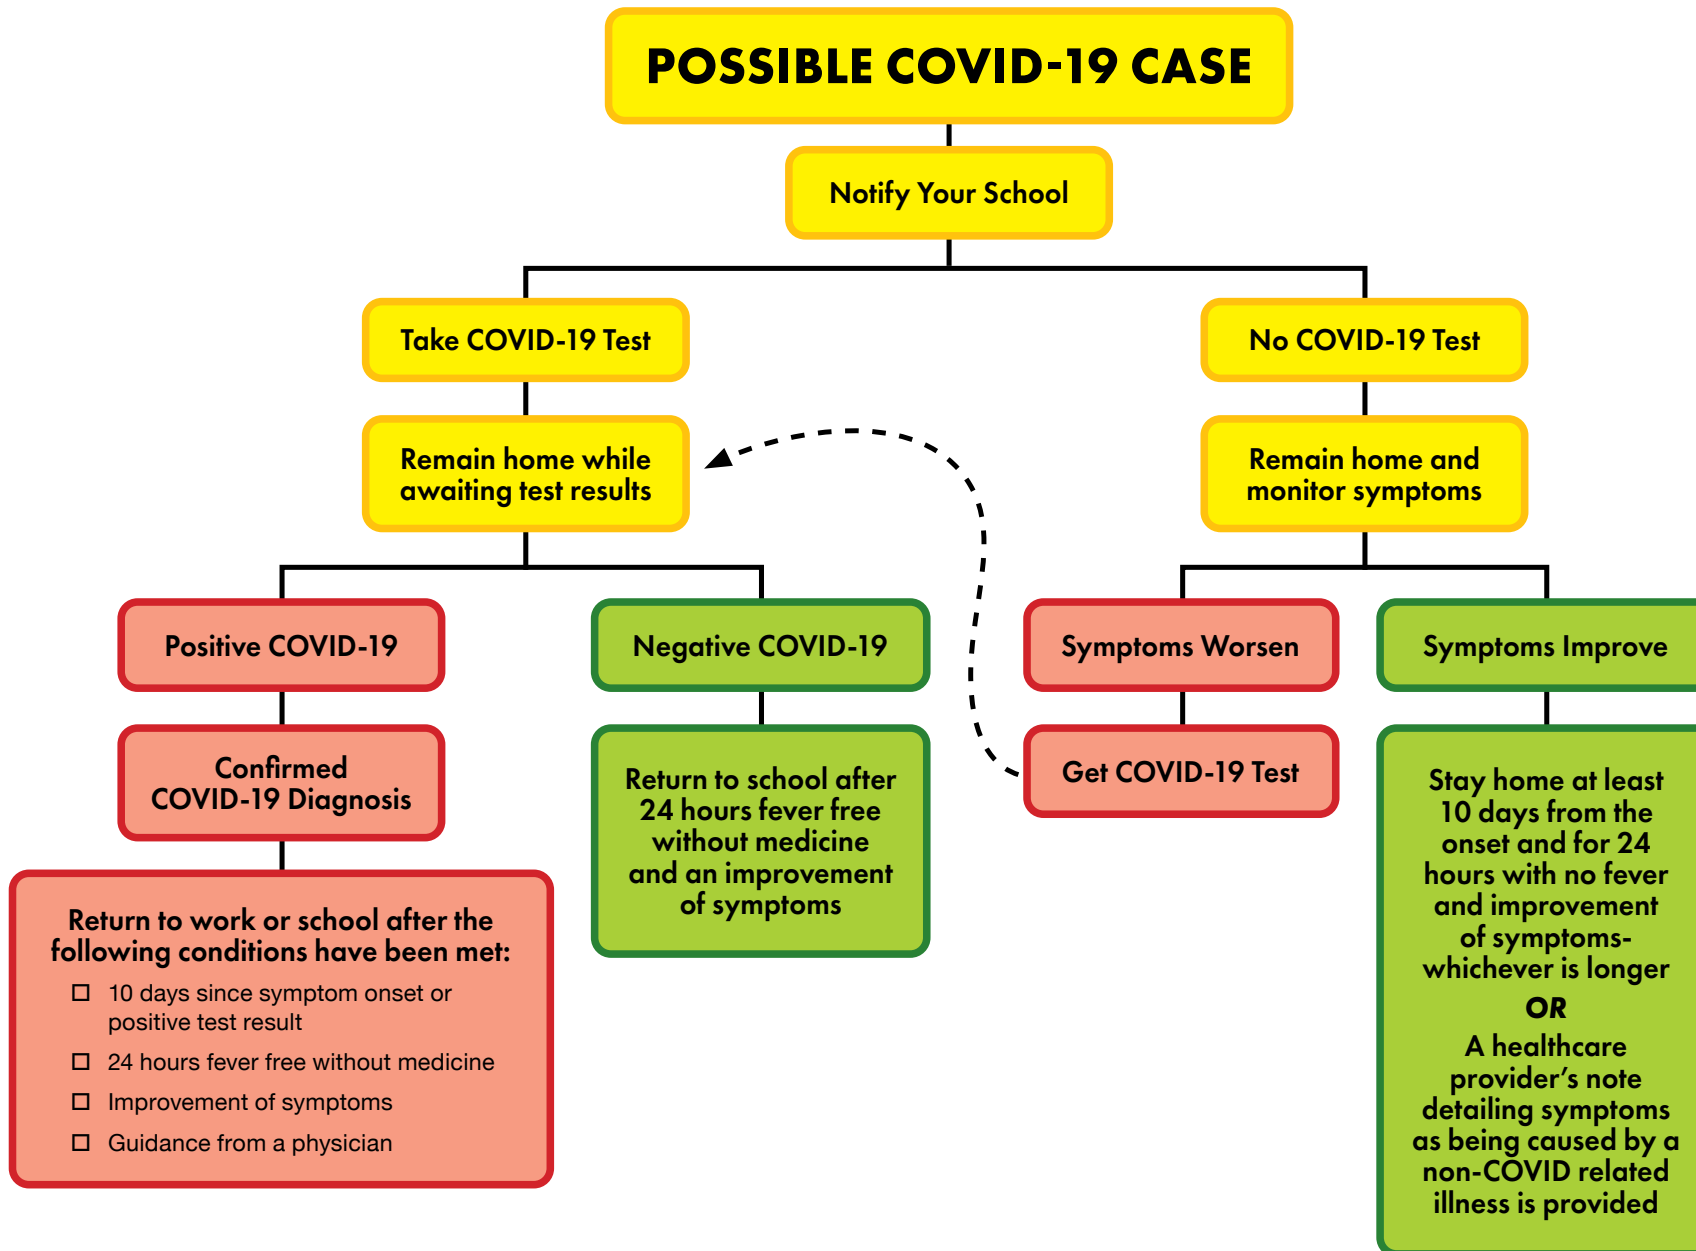 POSSIBLE COVID-19 CASE
Notify Your School
Take COVID-19 Test
No COVID-19 Test
Remain home while
awaiting test results
Remain home and
monitor symptoms
Positive COVID-19
Negative COVID-19
Symptoms Worsen
Symptoms Improve
Confirmed
COVID-19 Diagnosis
Return to school after
24 hours fever free
without medicine
and an improvement
of symptoms
Get COVID-19 Test
Stay home at least
10 days from the
onset and for 24
hours with no fever
and improvement
of symptoms-
whichever is longer
OR
A healthcare
provider's note
detailing symptoms
as being caused by a
non-COVID related
illness is provided
Return to work or school after the
following conditions have been met:
☐ 10 days since symptom onset or
positive test result
☐ 24 hours fever free without medicine
☐ Improvement of symptoms
☐ Guidance from a physician